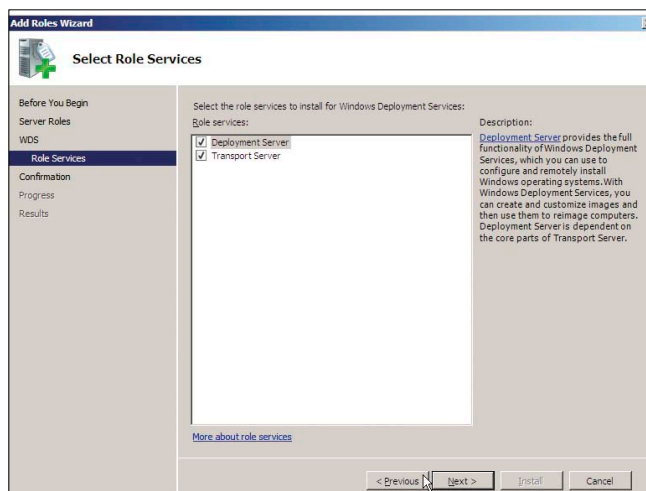 Add Roles Wizard
Select Role Services
Before You Begin
Server Roles
WDS
Role Services
Confirmation
Progress
Results
Select the role services to install for Windows Deployment Services:
Role services:
Deployment Server
Transport Server
Description:
Deployment Server provides the full
functionality of Windows Deployment
Services, which you can use to
configure and remotely install
Windows operating systems. With
Windows Deployment Services, you
can create and customize images and
then use them to reimage computers.
Deployment Server is dependent on
the core parts of Transport Server.
More about role services
< Previous
Next >
Install
Cancel